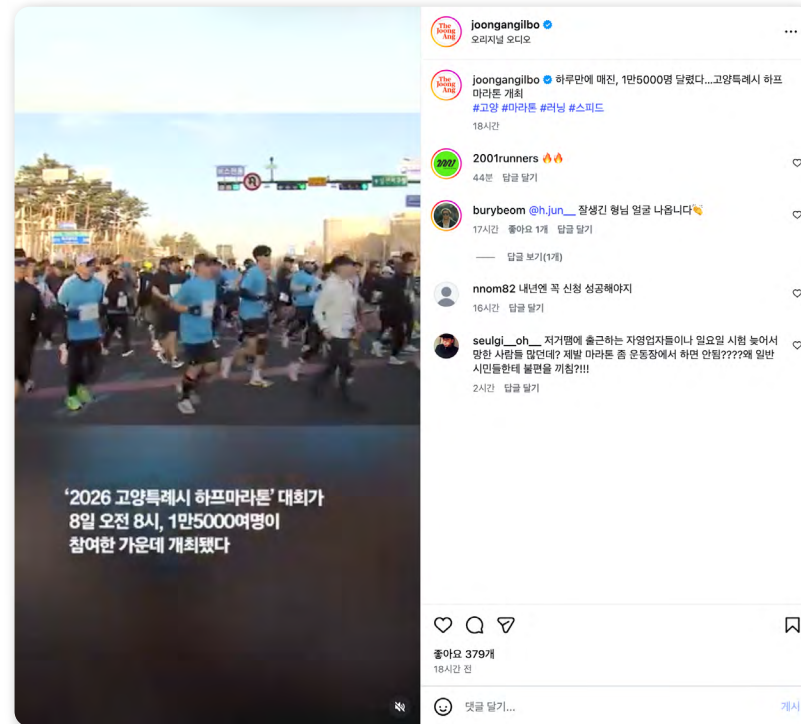 버스전용
'2026 고양특례시 하프마라톤' 대회가
8일 오전 8시, 1만5000여명이
참여한 가운데 개최됐다
The
Joong
Ang
joongangilbo
오리지널 오디오
The
Joong
Ang
joongangilbo 하루만에 매진, 1만5000명 달렸다...고양특례시 하프
마라톤 개최
#고양 #마라톤 #러닝 #스피드
18시간
2001
2001runners 🔥🔥
44분 답글 달기
burybeom @h.jun__ 잘생긴 형님 얼굴 나옵니다👏
17시간 좋아요 1개 답글 달기
답글 보기(1개)
nnom82 내년엔 꼭 신청 성공해야지
16시간 답글 달기
seulgi__oh__ 저거땜에 출근하는 자영업자들이나 일요일 시험 늦어서
망한 사람들 많던데? 제발 마라톤 좀 운동장에서 하면 안됨????왜 일반
시민들한테 불편을 끼침?!!!
2시간 답글 달기
좋아요 379개
18시간 전
댓글 달기...
게시